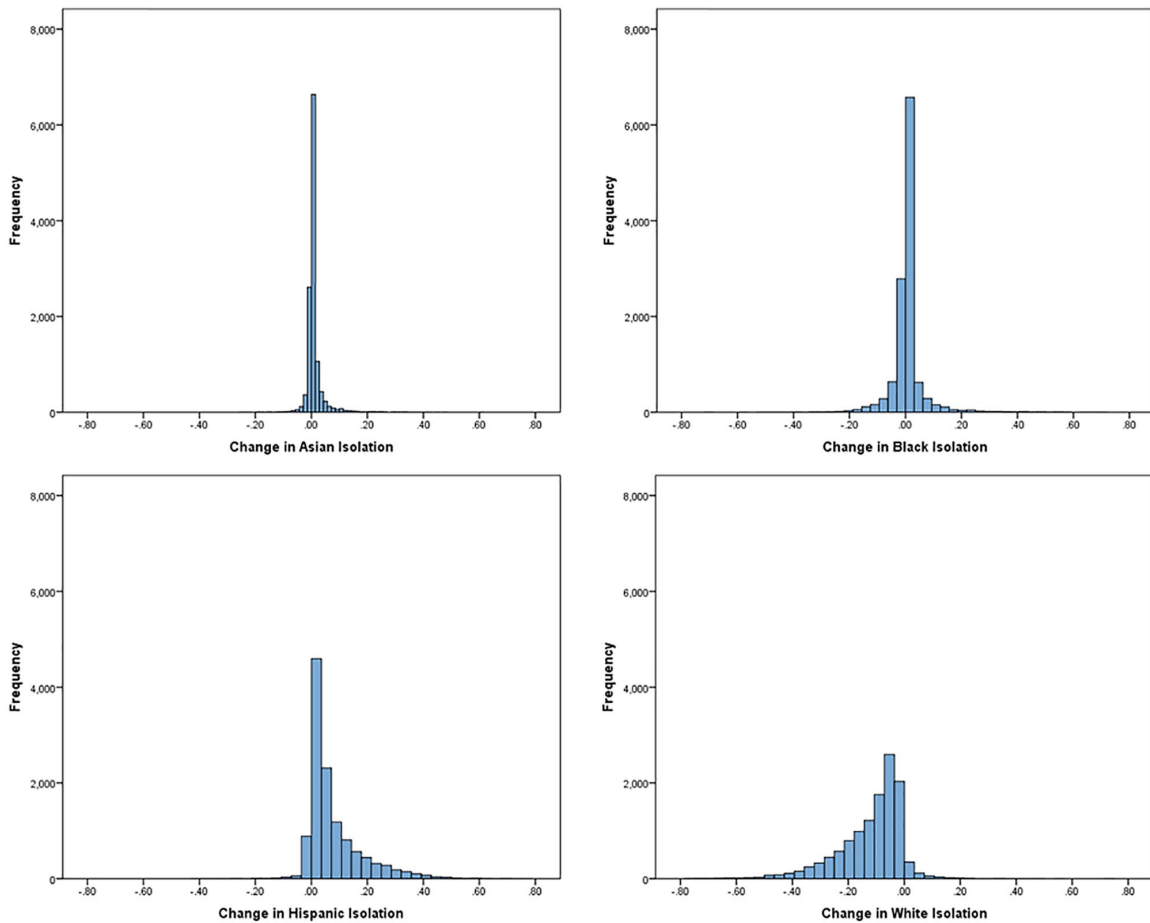 8,000
6,000
4,000
2,000
0
Frequency
-.80 -.60 -.40 -.20 .00 .20 .40 .60 .80
Change in Asian Isolation
8,000
6,000
4,000
2,000
0
Frequency
-.80 -.60 -.40 -.20 .00 .20 .40 .60 .80
Change in Black Isolation
8,000
6,000
4,000
2,000
0
Frequency
-.80 -.60 -.40 -.20 .00 .20 .40 .60 .80
Change in Hispanic Isolation
8,000
6,000
4,000
2,000
0
Frequency
-.80 -.60 -.40 -.20 .00 .20 .40 .60 .80
Change in White Isolation